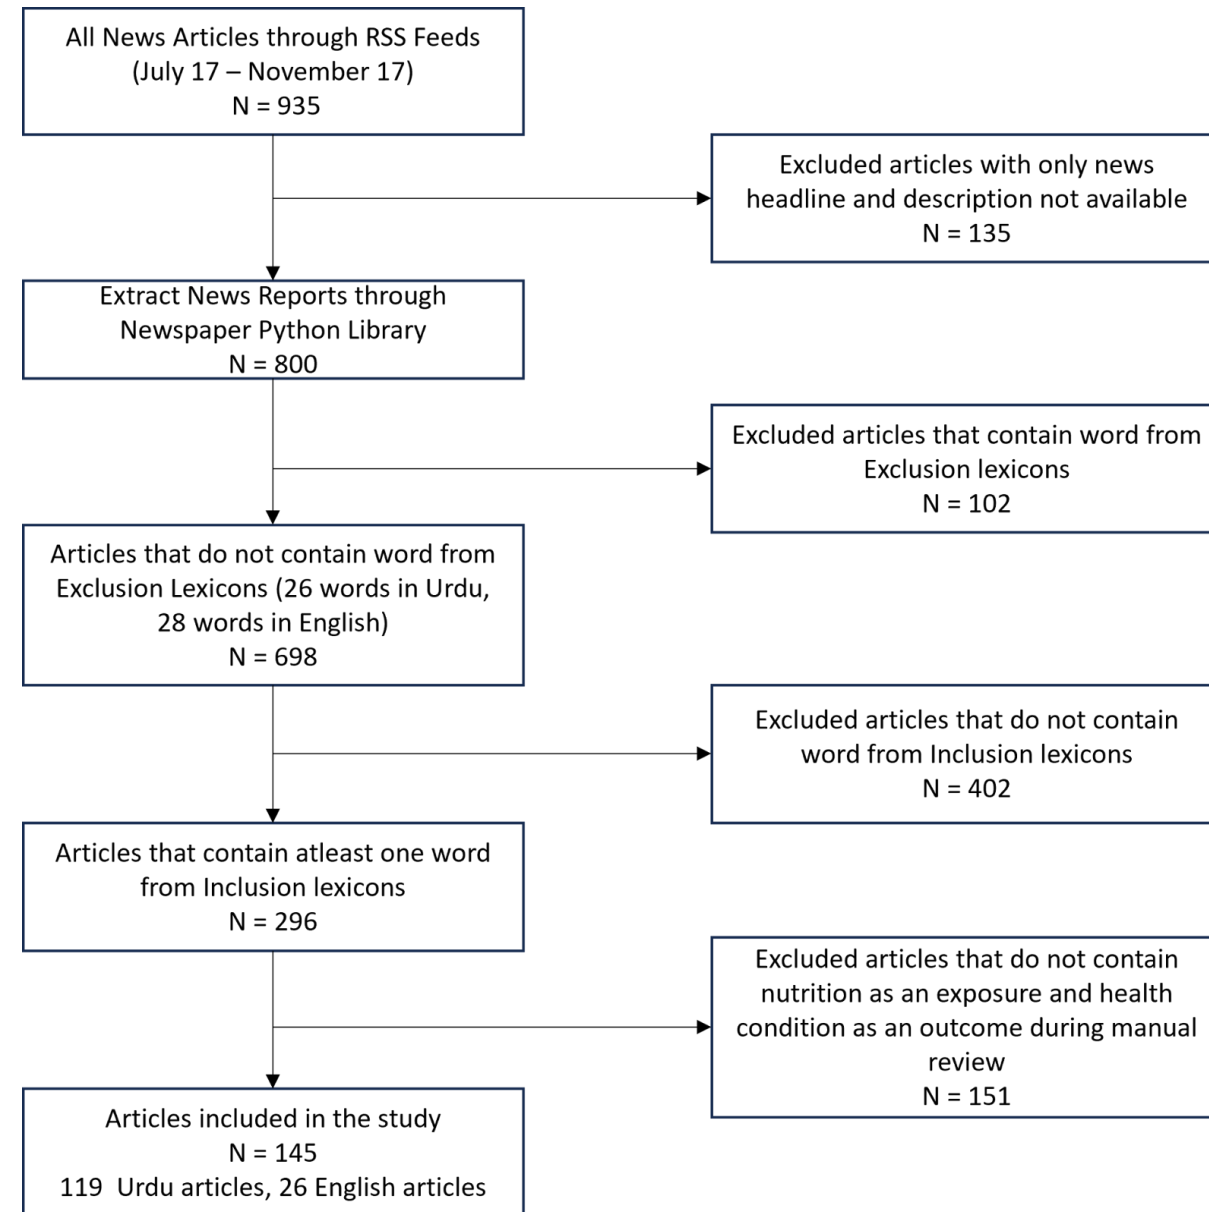 All News Articles through RSS Feeds
(July 17 – November 17)
N = 935
Excluded articles with only news
headline and description not available
N = 135
Extract News Reports through
Newspaper Python Library
N = 800
Excluded articles that contain word from
Exclusion lexicons
N = 102
Articles that do not contain word from
Exclusion Lexicons (26 words in Urdu,
28 words in English)
N = 698
Excluded articles that do not contain
word from Inclusion lexicons
N = 402
Articles that contain atleast one word
from Inclusion lexicons
N = 296
Excluded articles that do not contain
nutrition as an exposure and health
condition as an outcome during manual
review
N = 151
Articles included in the study
N = 145
119  Urdu articles, 26 English articles